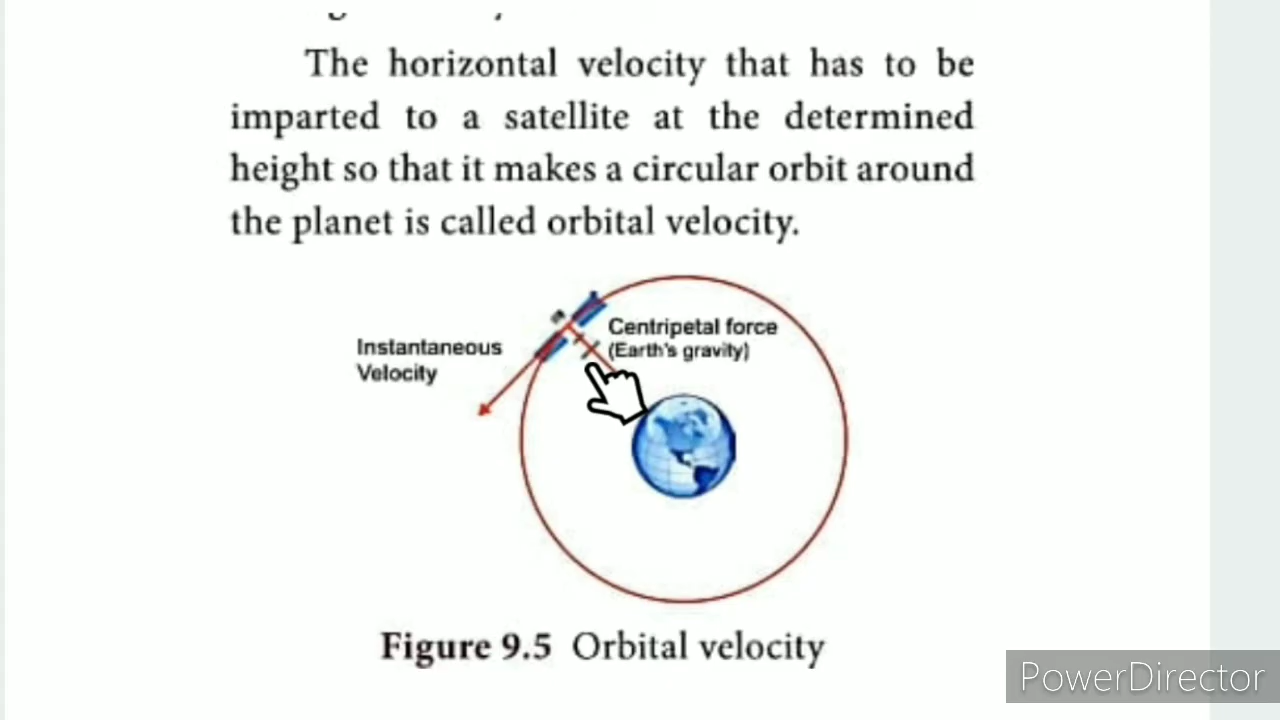 The horizontal velocity that has to be
imparted to a satellite at the determined
height so that it makes a circular orbit around
the planet is called orbital velocity.
Instantaneous
Velocity
Centripetal force
(Earth's gravity)
Figure 9.5 Orbital velocity
PowerDirector